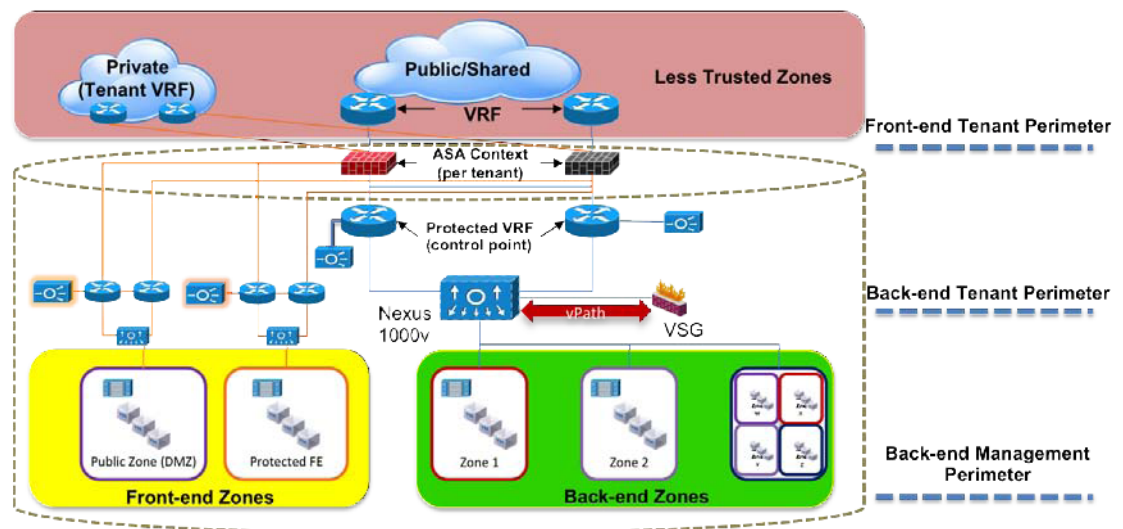 Private
(Tenant VRF)
Public/Shared
Less Trusted Zones
VRF
Front-end Tenant Perimeter
ASA Context
(per tenant)
Protected VRF
(control point)
Back-end Tenant Perimeter
Nexus
1000v
vPath
VSG
Public Zone (DMZ)
Protected FE
Zone 1
Zone 2
Back-end Management
Perimeter
Front-end Zones
Back-end Zones